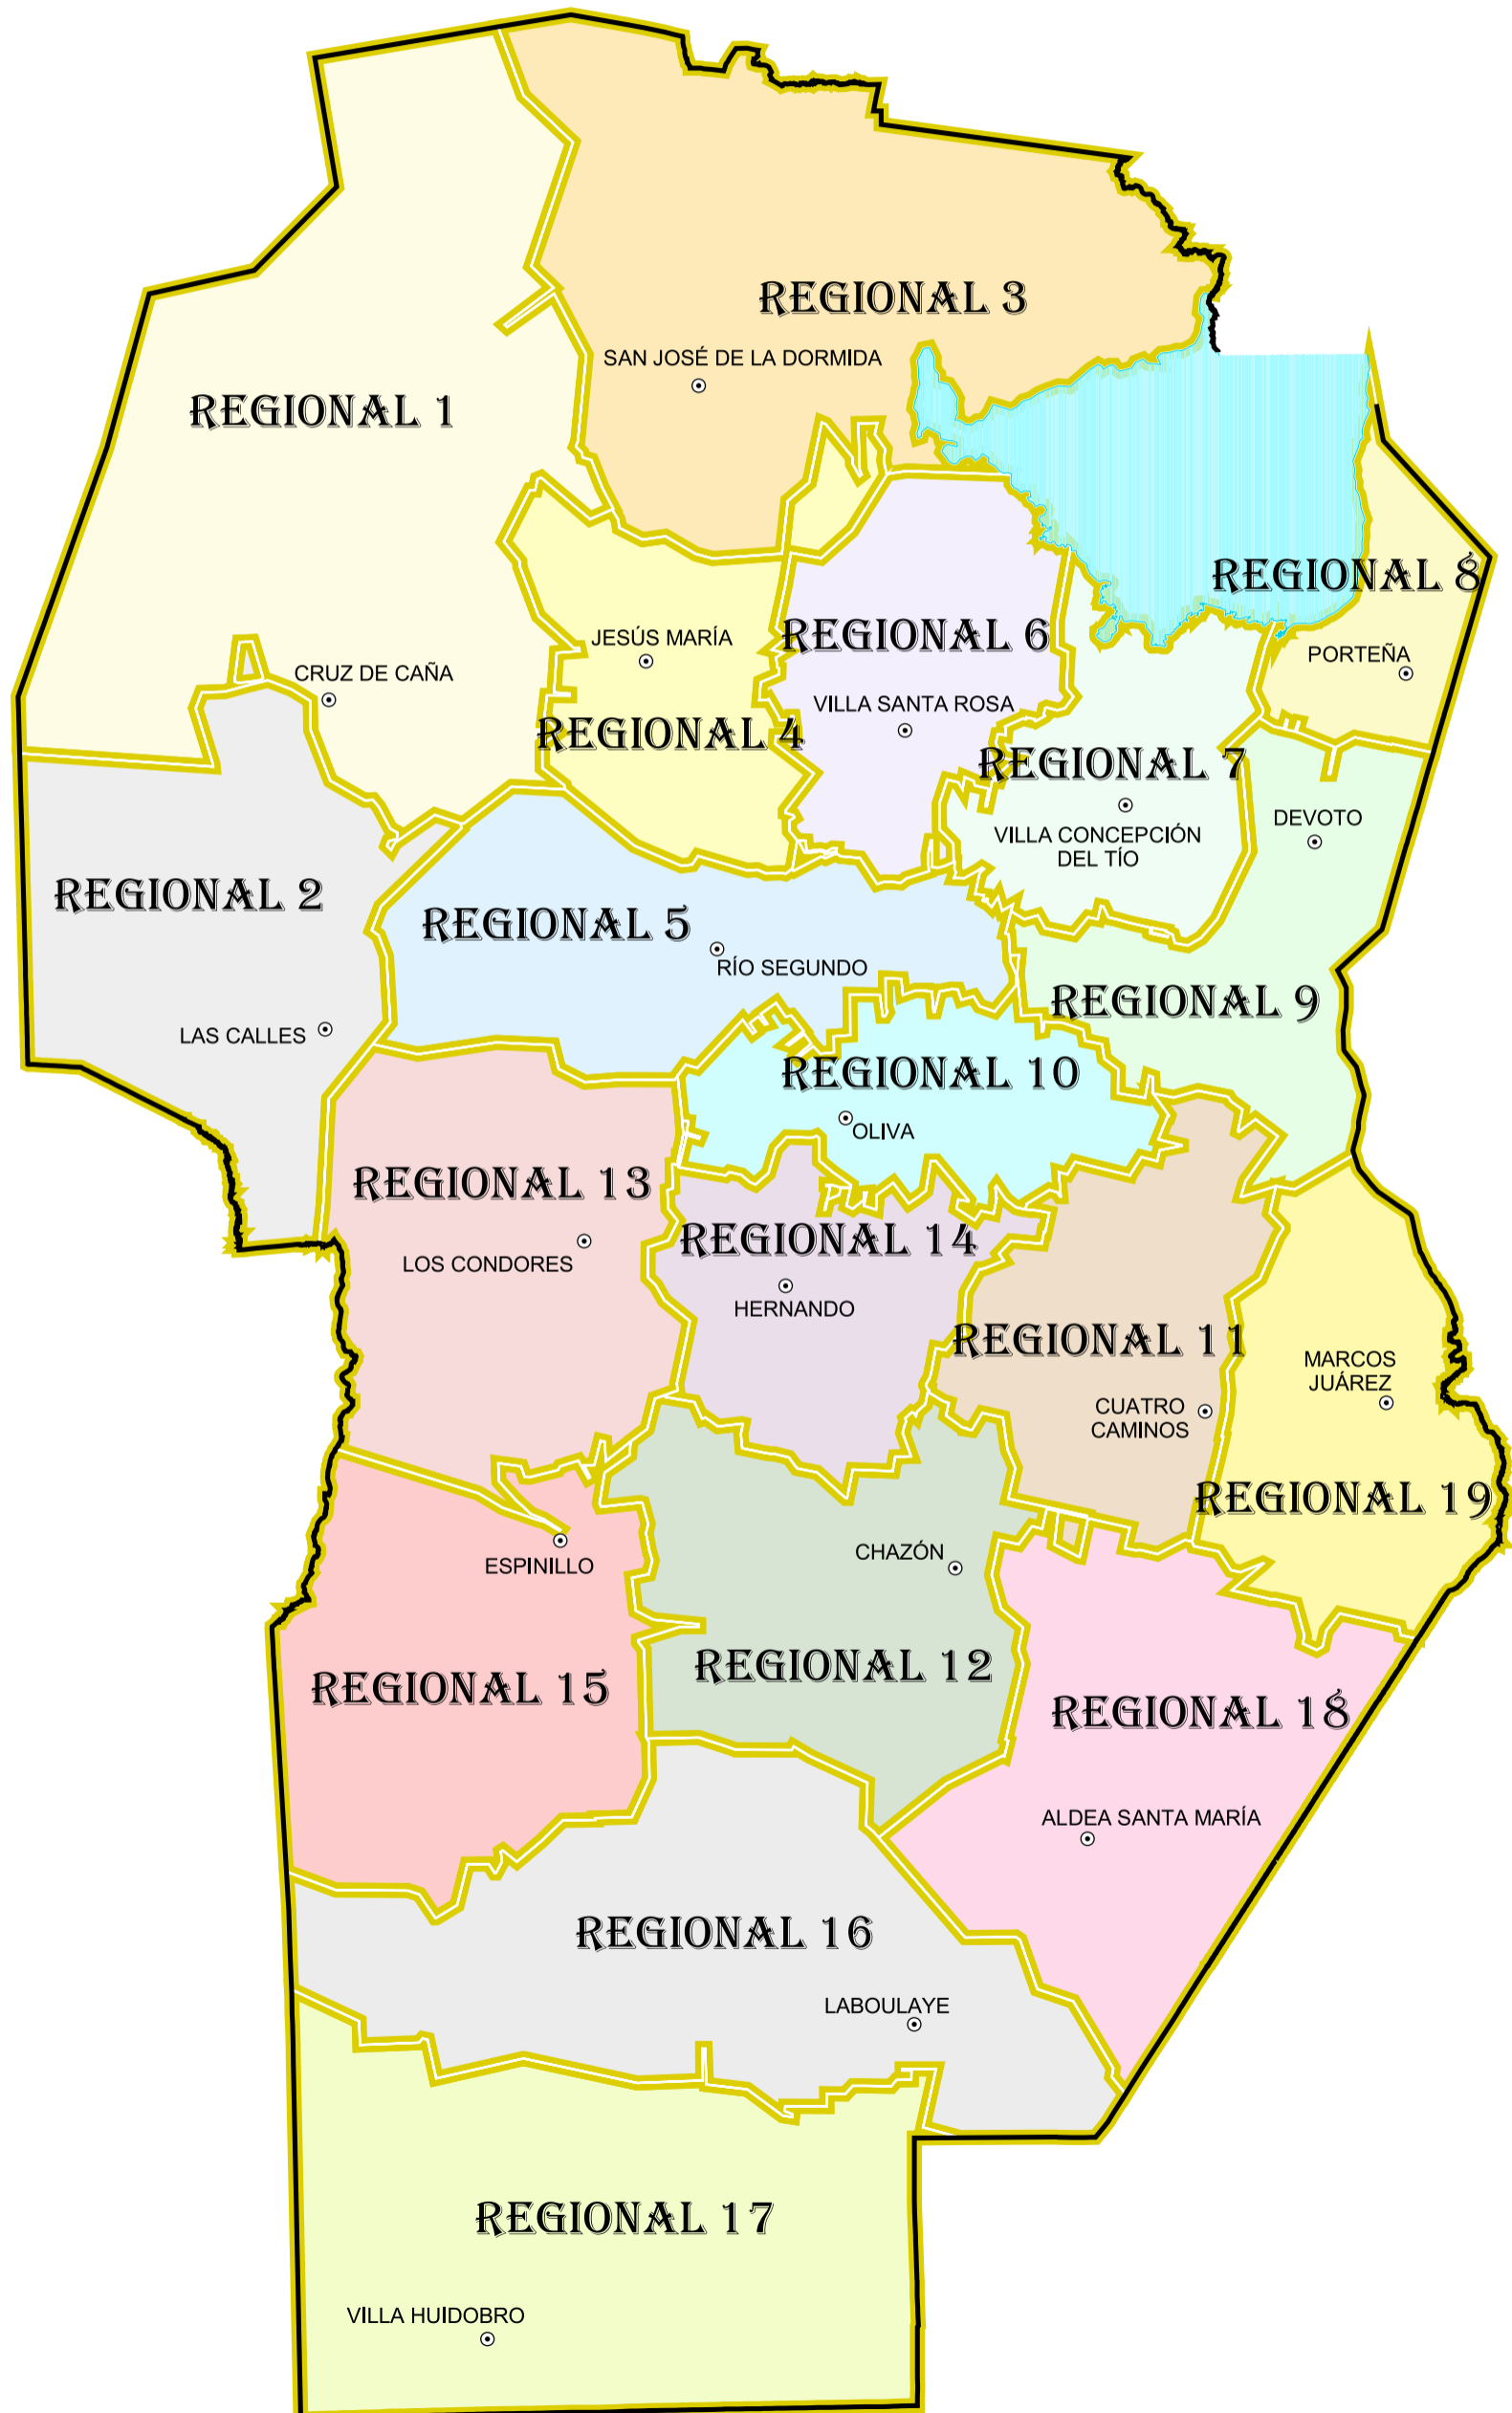 REGIONAL 3
SAN JOSÉ DE LA DORMIDA
REGIONAL 1
REGIONAL 8
JESÚS MARÍA
REGIONAL 6
PORTEÑA
CRUZ DE CAÑA
VILLA SANTA ROSA
REGIONAL 4
REGIONAL 7
DEVOTO
VILLA CONCEPCIÓN
DEL TÍO
REGIONAL 2
REGIONAL 5
RÍO SEGUNDO
REGIONAL 9
LAS CALLES
REGIONAL 10
OLIVA
REGIONAL 13
REGIONAL 14
LOS CONDORES
HERNANDO
REGIONAL 11
MARCOS
JUÁREZ
CUATRO
CAMINOS
REGIONAL 19
CHAZÓN
ESPINILLO
REGIONAL 12
REGIONAL 15
REGIONAL 18
ALDEA SANTA MARÍA
REGIONAL 16
LABOULAYE
REGIONAL 17
VILLA HUIDOBRO